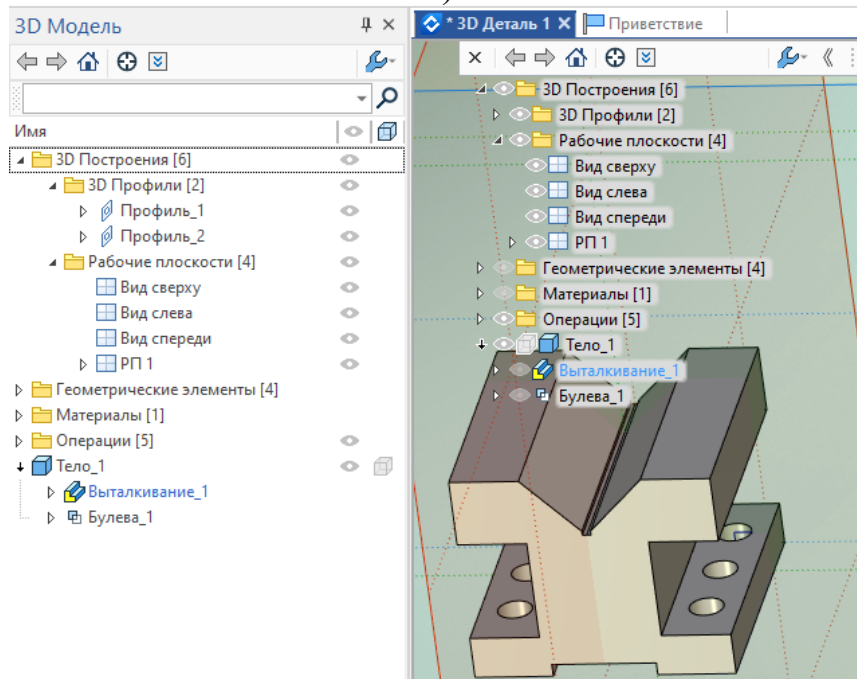 3D Модель
Имя
3D Построения [6]
3D Профили [2]
Профиль_1
Профиль_2
Рабочие плоскости [4]
Вид сверху
Вид слева
Вид спереди
РП 1
Геометрические элементы [4]
Материалы [1]
Операции [5]
Тело_1
Выталкивание_1
Булева_1
* 3D Деталь 1 Приветствие
3D Построения [6]
3D Профили [2]
Рабочие плоскости [4]
Вид сверху
Вид слева
Вид спереди
РП 1
Геометрические элементы [4]
Материалы [1]
Операции [5]
Тело_1
Выталкивание_1
Булева_1